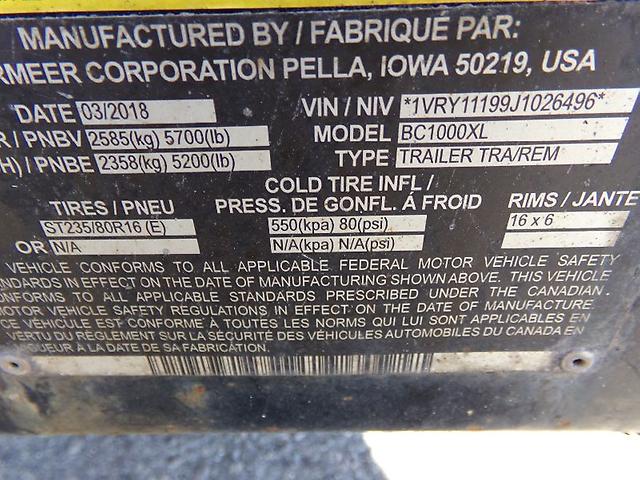 MANUFACTURED BY / FABRIQUÉ PAR:
RMEER CORPORATION PELLA, IOWA 50219, USA
DATE 03/2018 VIN / NIV *1VRY11199J1026496*
R / PNBV 2585(kg) 5700(lb) MODEL BC1000XL
H) / PNBE 2358(kg) 5200(lb) TYPE TRAILER TRA/REM
COLD TIRE INFL /
TIRES / PNEU PRESS. DE GONFL. Á FROID RIMS / JANTE
ST235/80R16 (E) 550(kpa) 80(psi) 16 x 6
OR N/A N/A(kpa) N/A(psi)
VEHICLE CONFORMS TO ALL APPLICABLE FEDERAL MOTOR VEHICLE SAFETY
NDARDS IN EFFECT ON THE DATE OF MANUFACTURING SHOWN ABOVE. THIS VEHICLE
ONFORMS TO ALL APPLICABLE STANDARDS PRESCRIBED UNDER THE CANADIAN
MOTOR VEHICLE SAFETY REGULATIONS IN EFFECT ON THE DATE OF MANUFACTURE
CE VÉHICULE EST CONFORME À TOUTES LES NORMS QUI LUI SONT APPLICABLES
VERTU DU RÈGLEMENT SUR LA SÉCURITÉ DES VÉHICULES AUTOMOBILES DU CANADA EN
GUEUR À LA DATE DE SA FABRICATION.